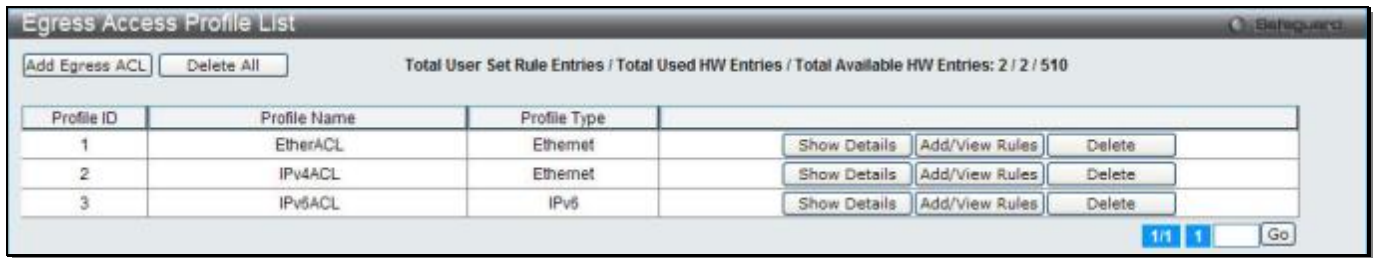 Egress Access Profile List Safeguard
Add Egress ACL Delete All Total User Set Rule Entries / Total Used HW Entries / Total Available HW Entries: 2 / 2 / 510
Profile ID Profile Name Profile Type
1 EtherACL Ethernet Show Details Add/View Rules Delete
2 IPv4ACL Ethernet Show Details Add/View Rules Delete
3 IPv6ACL IPv6 Show Details Add/View Rules Delete
1/1 1 Go